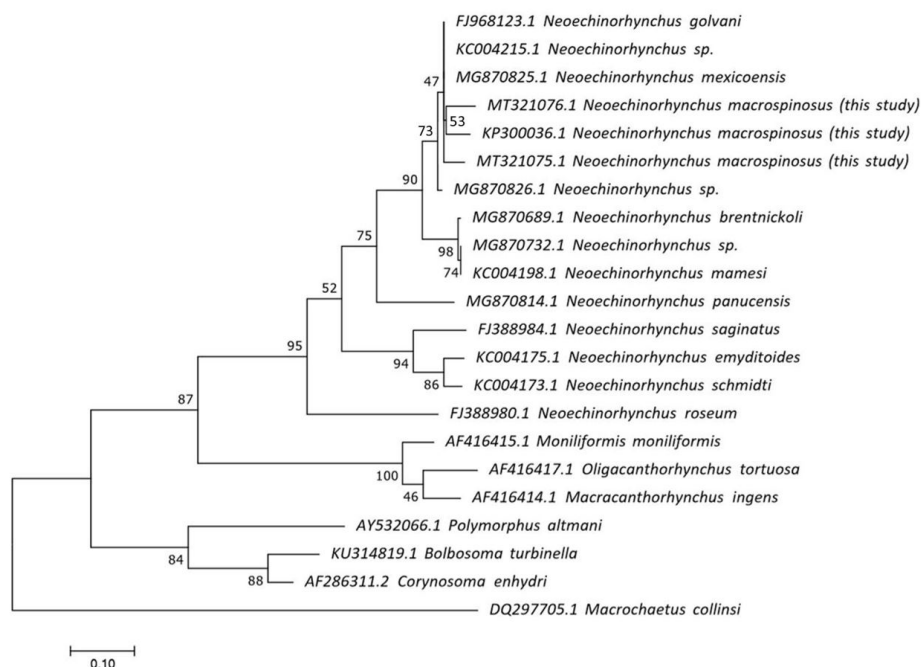 FJ968123.1 Neoechinorhynchus golvani
KC004215.1 Neoechinorhynchus sp.
47
MG870825.1 Neoechinorhynchus mexicoensis
MT321076.1 Neoechinorhynchus macrospinosus (this study)
53
73
KP300036.1 Neoechinorhynchus macrospinosus (this study)
MT321075.1 Neoechinorhynchus macrospinosus (this study)
90
MG870826.1 Neoechinorhynchus sp.
MG870689.1 Neoechinorhynchus brentnickoli
75
98
MG870732.1 Neoechinorhynchus sp.
74
KC004198.1 Neoechinorhynchus mamesi
52
MG870814.1 Neoechinorhynchus panucensis
FJ388984.1 Neoechinorhynchus saginatus
95
94
KC004175.1 Neoechinorhynchus emyditoides
86
KC004173.1 Neoechinorhynchus schmidti
87
FJ388980.1 Neoechinorhynchus roseum
AF416415.1 Moniliformis moniliformis
100
AF416417.1 Oligacanthorhynchus tortuosa
46
AF416414.1 Macracanthorhynchus ingens
AY532066.1 Polymorphus altmani
84
KU314819.1 Bolbosoma turbinella
88
AF286311.2 Corynosoma enhydri
DQ297705.1 Macrochaetus collinsi
0.10